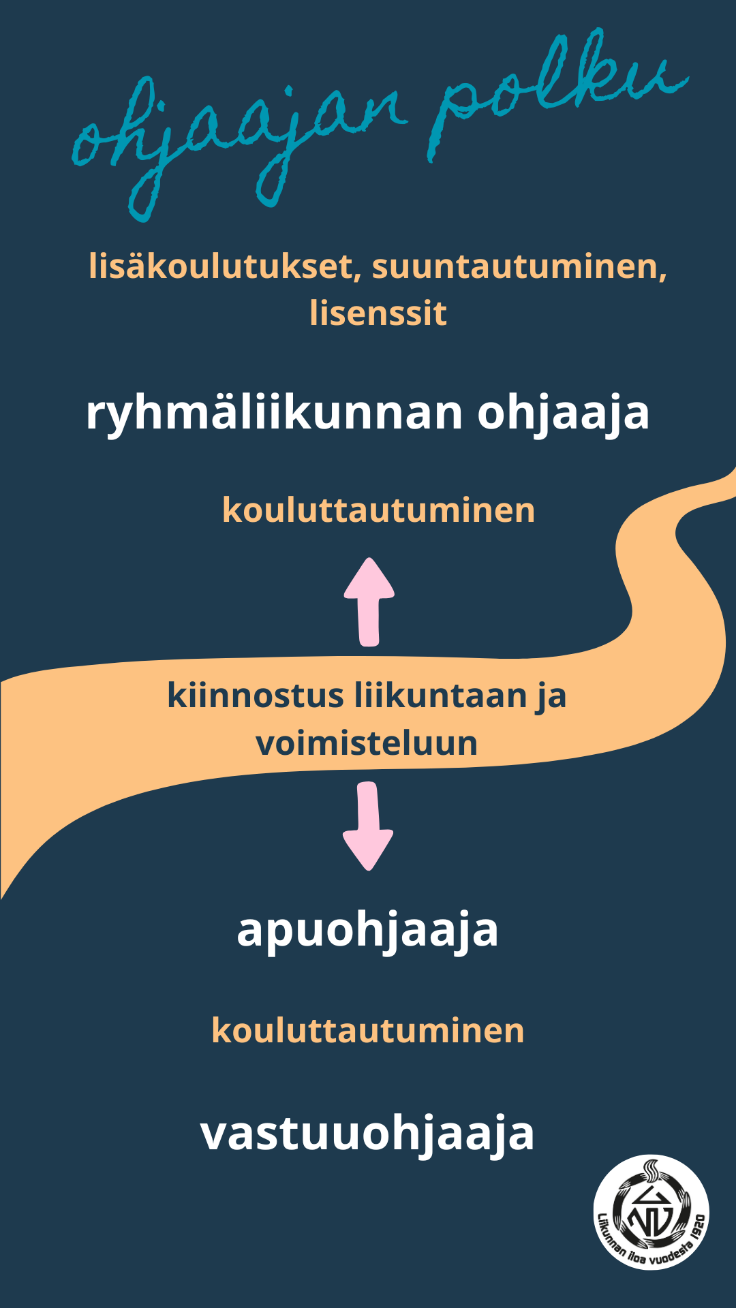 ohjaajan polku
lisäkoulutukset, suuntautuminen,
lisenssit
ryhmäliikunnan ohjaaja
kouluttautuminen
kiinnostus liikuntaan ja
voimisteluun
apuohjaaja
kouluttautuminen
vastuuohjaaja
Liikunnan iloa vuodesta 1920